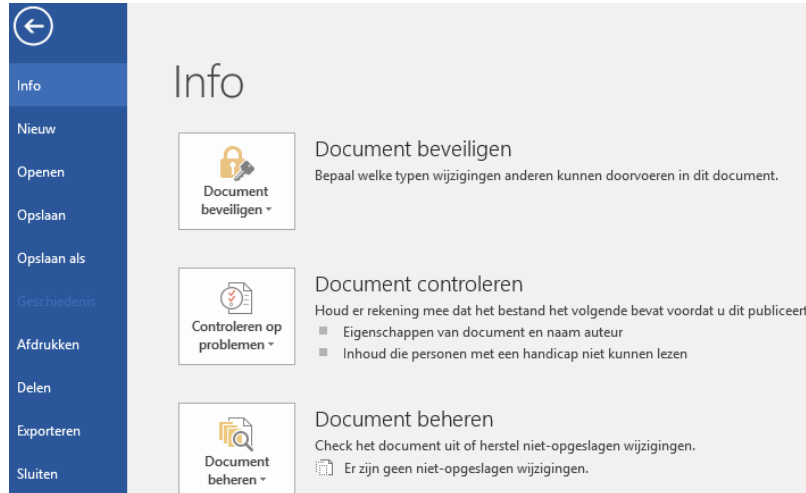 Info
Nieuw
Openen
Opslaan
Opslaan als
Geschiedenis
Afdrukken
Delen
Exporteren
Sluiten
Info
Document
beveiligen
Document beveiligen
Bepaal welke typen wijzigingen anderen kunnen doorvoeren in dit document.
Controleren op
problemen
Document controleren
Houd er rekening mee dat het bestand het volgende bevat voordat u dit publiceert
Eigenschappen van document en naam auteur
Inhoud die personen met een handicap niet kunnen lezen
Document
beheren
Document beheren
Check het document uit of herstel niet-opgeslagen wijzigingen.
Er zijn geen niet-opgeslagen wijzigingen.